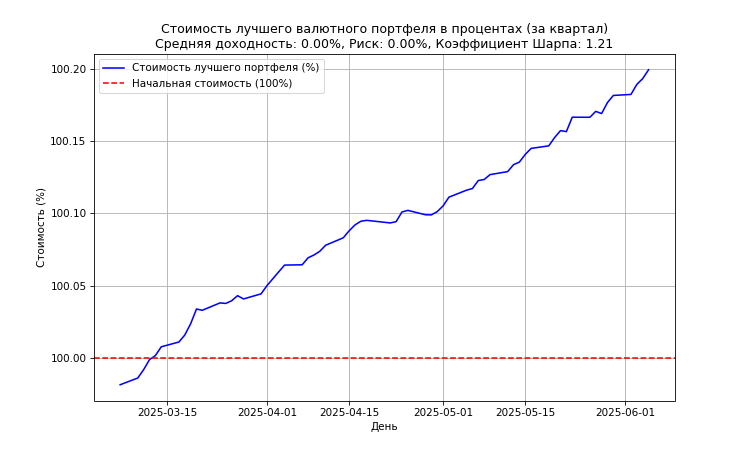 Стоимость лучшего валютного портфеля в процентах (за квартал)
Средняя доходность: 0.00%, Риск: 0.00%, Коэффициент Шарпа: 1.21
Стоимость лучшего портфеля (%)
Начальная стоимость (100%)
Стоимость (%)
100.20
100.15
100.10
100.05
100.00
2025-03-15
2025-04-01
2025-04-15
2025-05-01
2025-05-15
2025-06-01
День